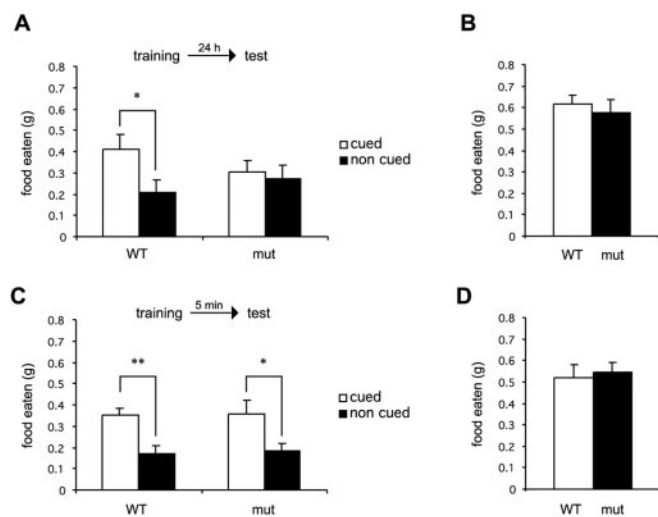 A
training 24 h test
food eaten (g)
0.8
0.7
0.6
0.5
0.4
0.3
0.2
0.1
0
*
WT
mut
cued
non cued
B
food eaten (g)
0.8
0.7
0.6
0.5
0.4
0.3
0.2
0.1
0
WT mut
C
training 5 min test
food eaten (g)
0.8
0.7
0.6
0.5
0.4
0.3
0.2
0.1
0
**
*
WT
mut
cued
non cued
D
food eaten (g)
0.8
0.7
0.6
0.5
0.4
0.3
0.2
0.1
0
WT mut